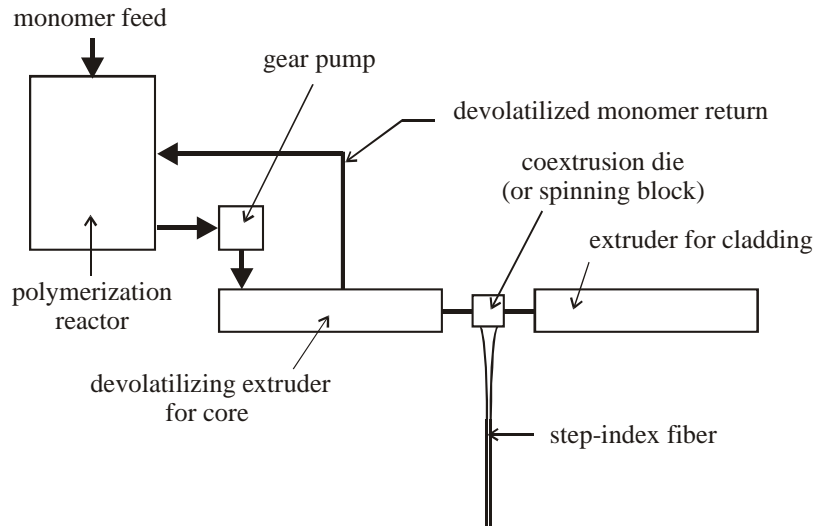 monomer feed
gear pump
devolatilized monomer return
coextrusion die
(or spinning block)
extruder for cladding
polymerization
reactor
devolatilizing extruder
for core
step-index fiber